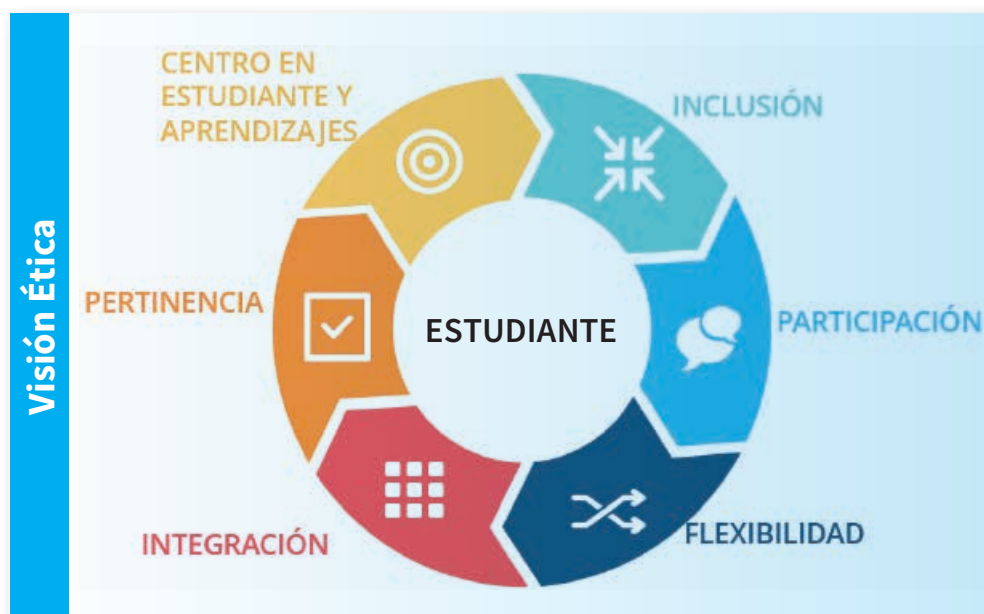 Visión Ética
CENTRO EN
ESTUDIANTE Y
APRENDIZAJES
INCLUSIÓN
PERTINENCIA
ESTUDIANTE
PARTICIPACIÓN
INTEGRACIÓN
FLEXIBILIDAD